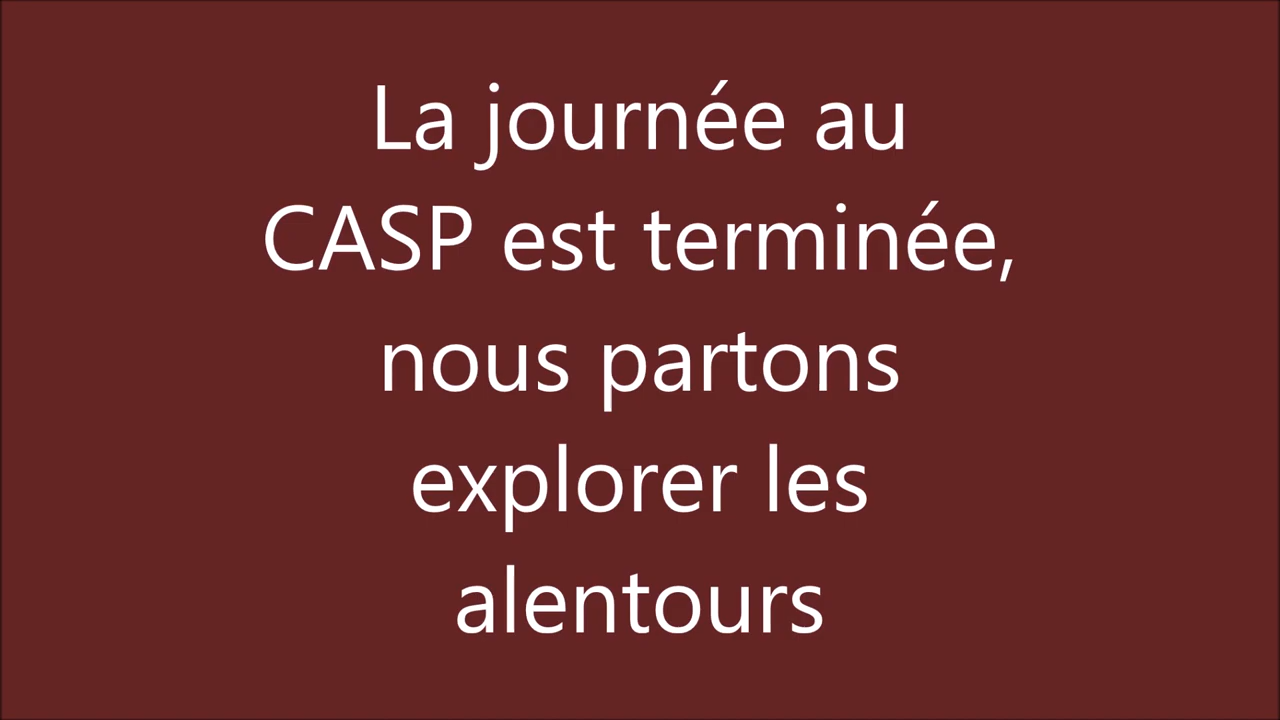 La journée au
CASP est terminée,
nous partons
explorer les
alentours